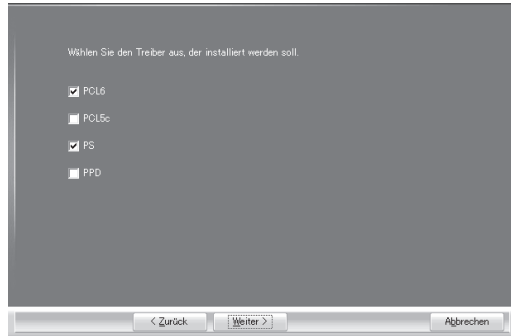 Wählen Sie den Treiber aus, der installiert werden soll.
PCL6
PCL5c
PS
PPD
< Zurück
Weiter >
Abbrechen